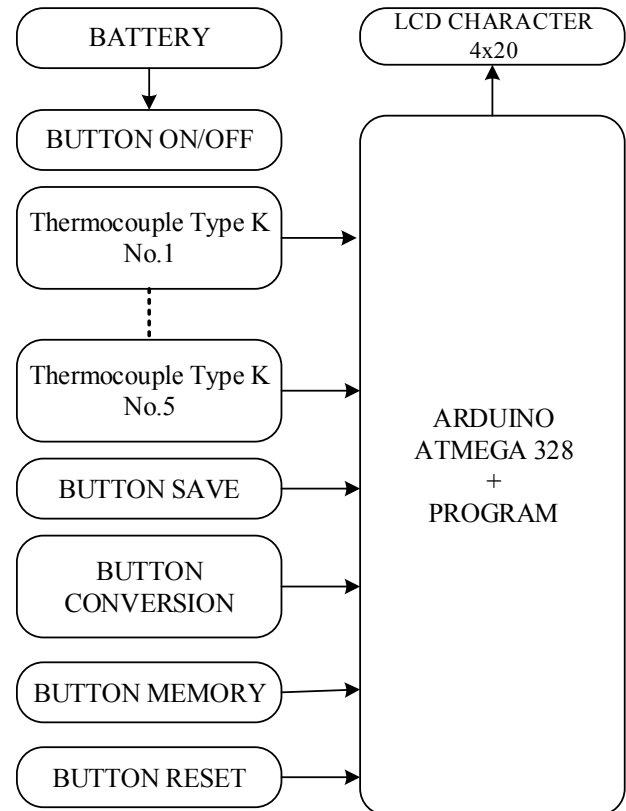 BATTERY
BUTTON ON/OFF
Thermocouple Type K
No.1
Thermocouple Type K
No.5
BUTTON SAVE
BUTTON
CONVERSION
BUTTON MEMORY
BUTTON RESET
LCD CHARACTER
4x20
ARDUINO
ATMEGA 328
+
PROGRAM